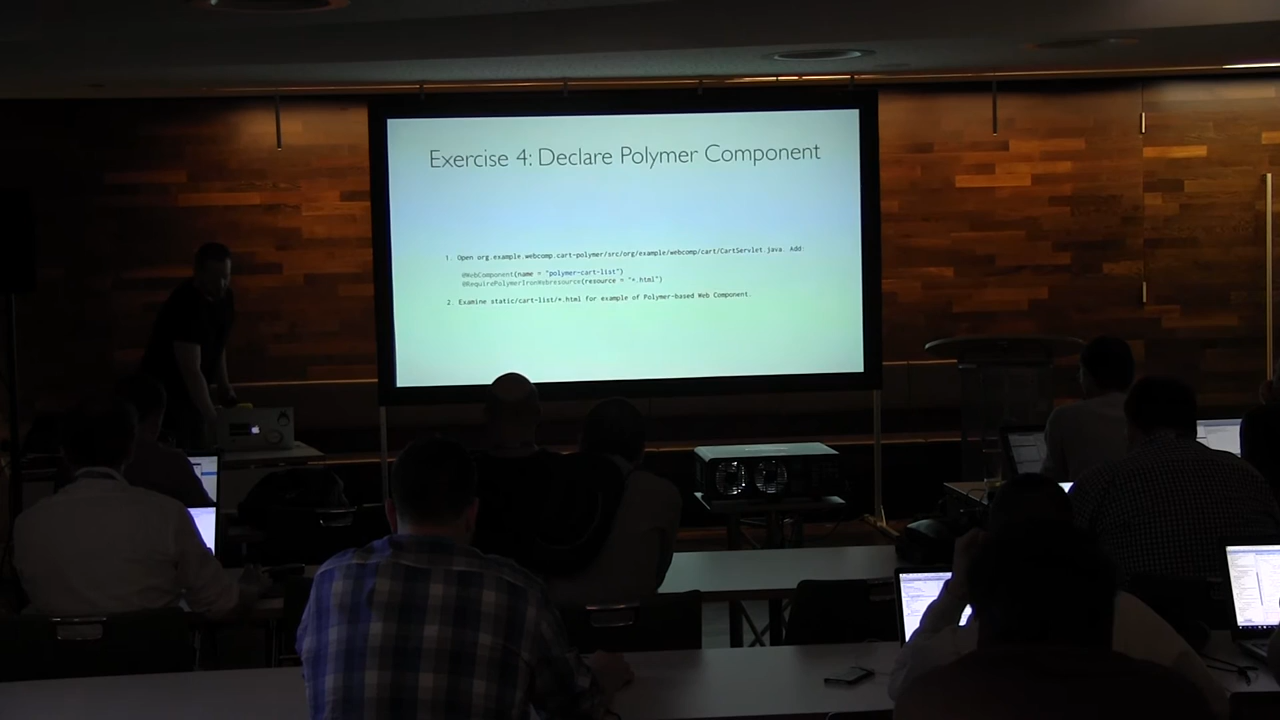 Exercise 4: Declare Polymer Component
1. Open org.example.webcomp.cart-polymer/src/org/example/webcomp/cart/CartServlet.java. Add:
@WebComponent(name = "polymer-cart-list")
@RequirePolymerIronWebresource(resource = "*.html")
2. Examine static/cart-list/*.html for example of Polymer-based Web Component.